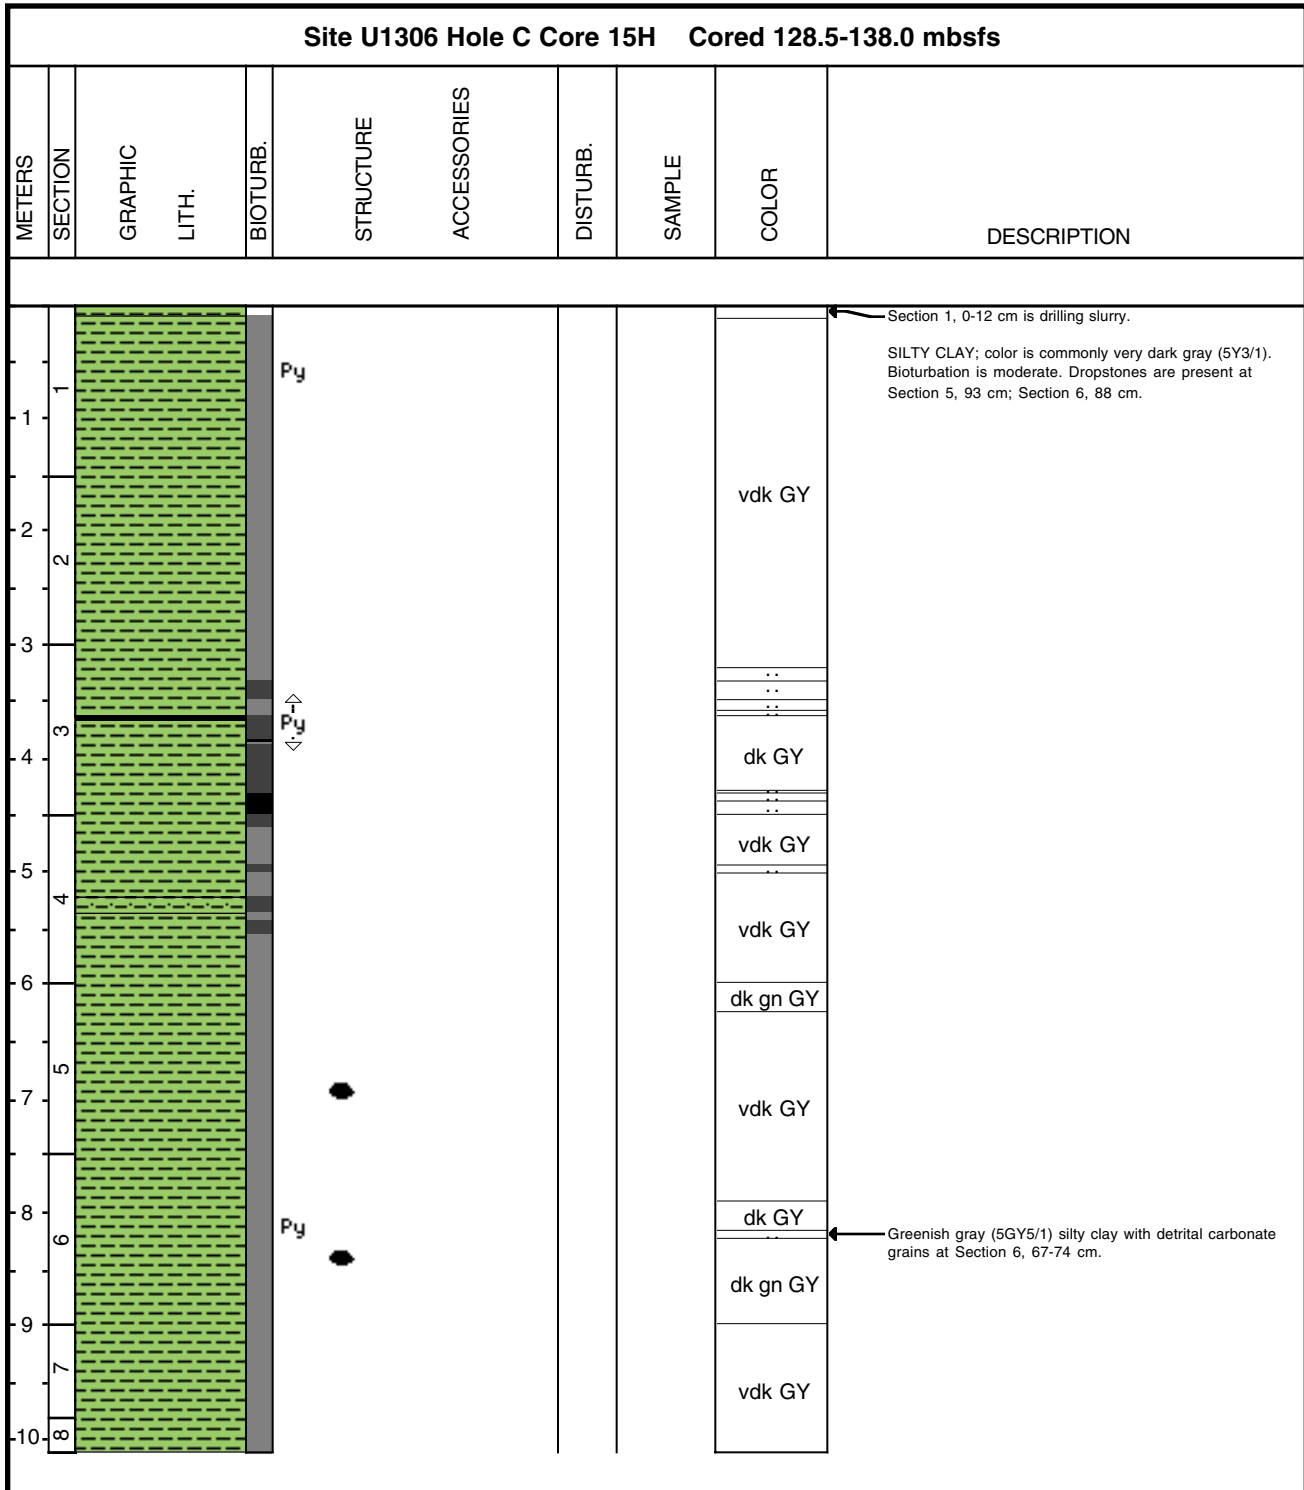 Site U1306 Hole C Core 15H Cored 128.5-138.0 mbsfs
METERS
SECTION
GRAPHIC
LITH.
BIOTURB.
STRUCTURE
ACCESSORIES
DISTURB.
SAMPLE
COLOR
DESCRIPTION
Section 1, 0-12 cm is drilling slurry.
SILTY CLAY; color is commonly very dark gray (5Y3/1).
Bioturbation is moderate. Dropstones are present at
Section 5, 93 cm; Section 6, 88 cm.
Py
1
1
vdk GY
2
2
3
Py
3
4
dk GY
vdk GY
5
4
vdk GY
6
dk gn GY
5
7
vdk GY
8
dk GY
Py
6
Greenish gray (5GY5/1) silty clay with detrital carbonate
grains at Section 6, 67-74 cm.
dk gn GY
9
7
vdk GY
10
8